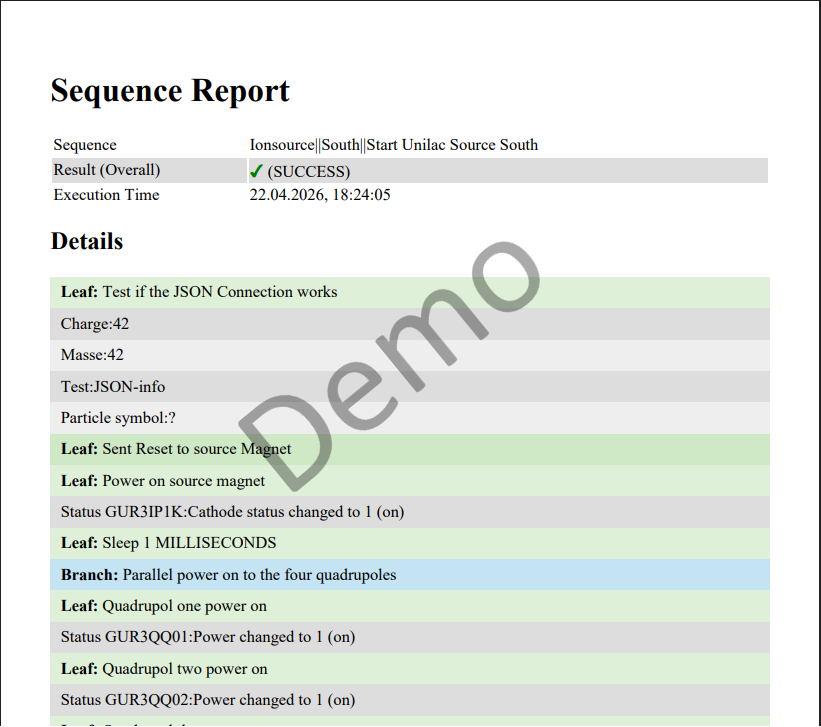 Sequence Report
Sequence Ionsource||South||Start Unilac Source South
Result (Overall) ✓ (SUCCESS)
Execution Time 22.04.2026, 18:24:05
Details
Leaf: Test if the JSON Connection works
Charge:42
Masse:42
Test:JSON-info
Particle symbol:?
Leaf: Sent Reset to source Magnet
Leaf: Power on source magnet
Status GUR3IP1K:Cathode status changed to 1 (on)
Leaf: Sleep 1 MILLISECONDS
Branch: Parallel power on to the four quadrupoles
Leaf: Quadrupol one power on
Status GUR3QQ01:Power changed to 1 (on)
Leaf: Quadrupol two power on
Status GUR3QQ02:Power changed to 1 (on)
Demo